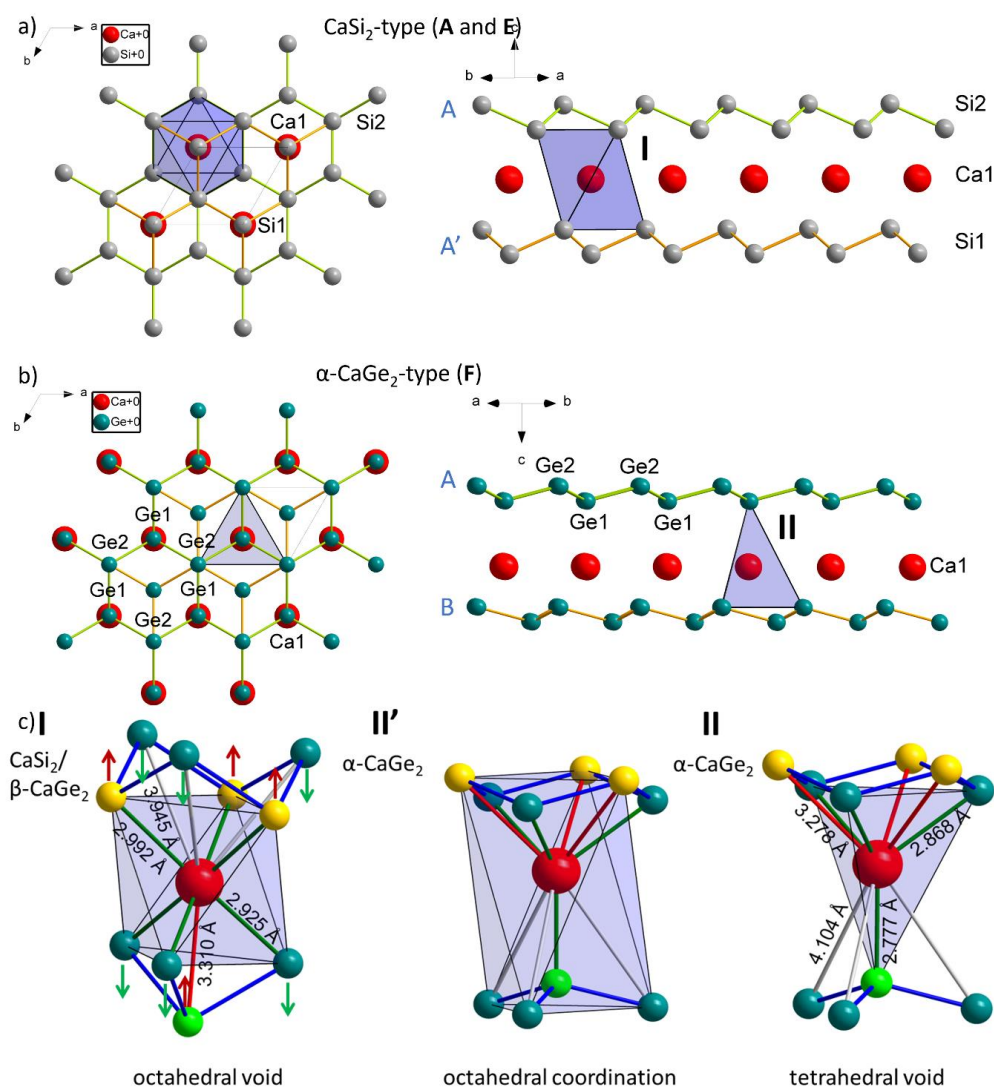 a)
CaSi₂-type (A and E)
a
b
Ca+0
Si+0
Ca1
Si2
Si1
c
b
a
A
Si2
I
Ca1
A'
Si1
b)
α-CaGe₂-type (F)
a
b
Ca+0
Ge+0
Ge1
Ge2
Ge2
Ge1
Ge1
Ge2
Ca1
a
b
c
A
Ge2
Ge2
Ge1
Ge1
II
Ca1
B
c)
I
CaSi₂/
β-CaGe₂
3.945 Å
2.992 Å
2.925 Å
3.310 Å
octahedral void
II'
α-CaGe₂
octahedral coordination
II
α-CaGe₂
3.278 Å
2.868 Å
4.104 Å
2.777 Å
tetrahedral void